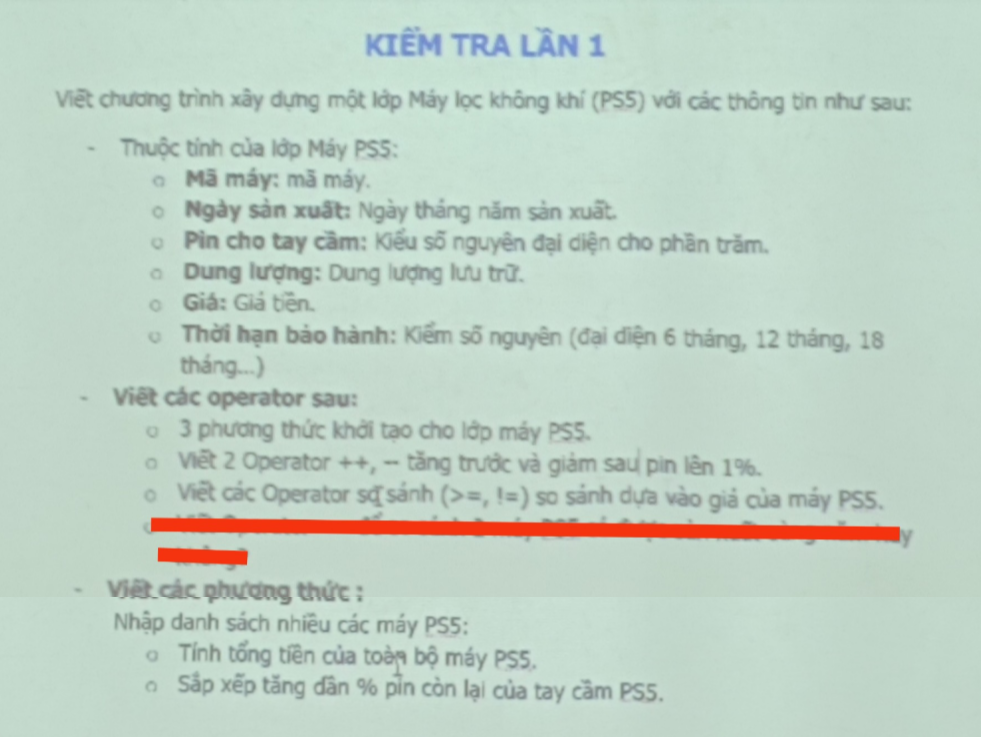 KIỂM TRA LẦN 1
Viết chương trình xây dựng một lớp Máy lọc không khí (PS5) với các thông tin như sau:
- Thuộc tính của lớp Máy PS5:
o Mã máy: mã máy.
o Ngày sản xuất: Ngày tháng năm sản xuất.
o Pin cho tay cầm: Kiểu số nguyên đại diện cho phần trăm.
o Dung lượng: Dung lượng lưu trữ.
o Giá: Giá tiền.
o Thời hạn bảo hành: Kiểm số nguyên (đại diện 6 tháng, 12 tháng, 18
tháng...)
- Viết các operator sau:
o 3 phương thức khởi tạo cho lớp máy PS5.
o Viết 2 Operator ++, -- tăng trước và giảm sau pin lên 1%.
o Viết các Operator so sánh (>=, !=) so sánh dựa vào giá của máy PS5.
- Viết các phương thức :
Nhập danh sách nhiều các máy PS5:
o Tính tổng tiền của toàn bộ máy PS5.
o Sắp xếp tăng dần % pin còn lại của tay cầm PS5.